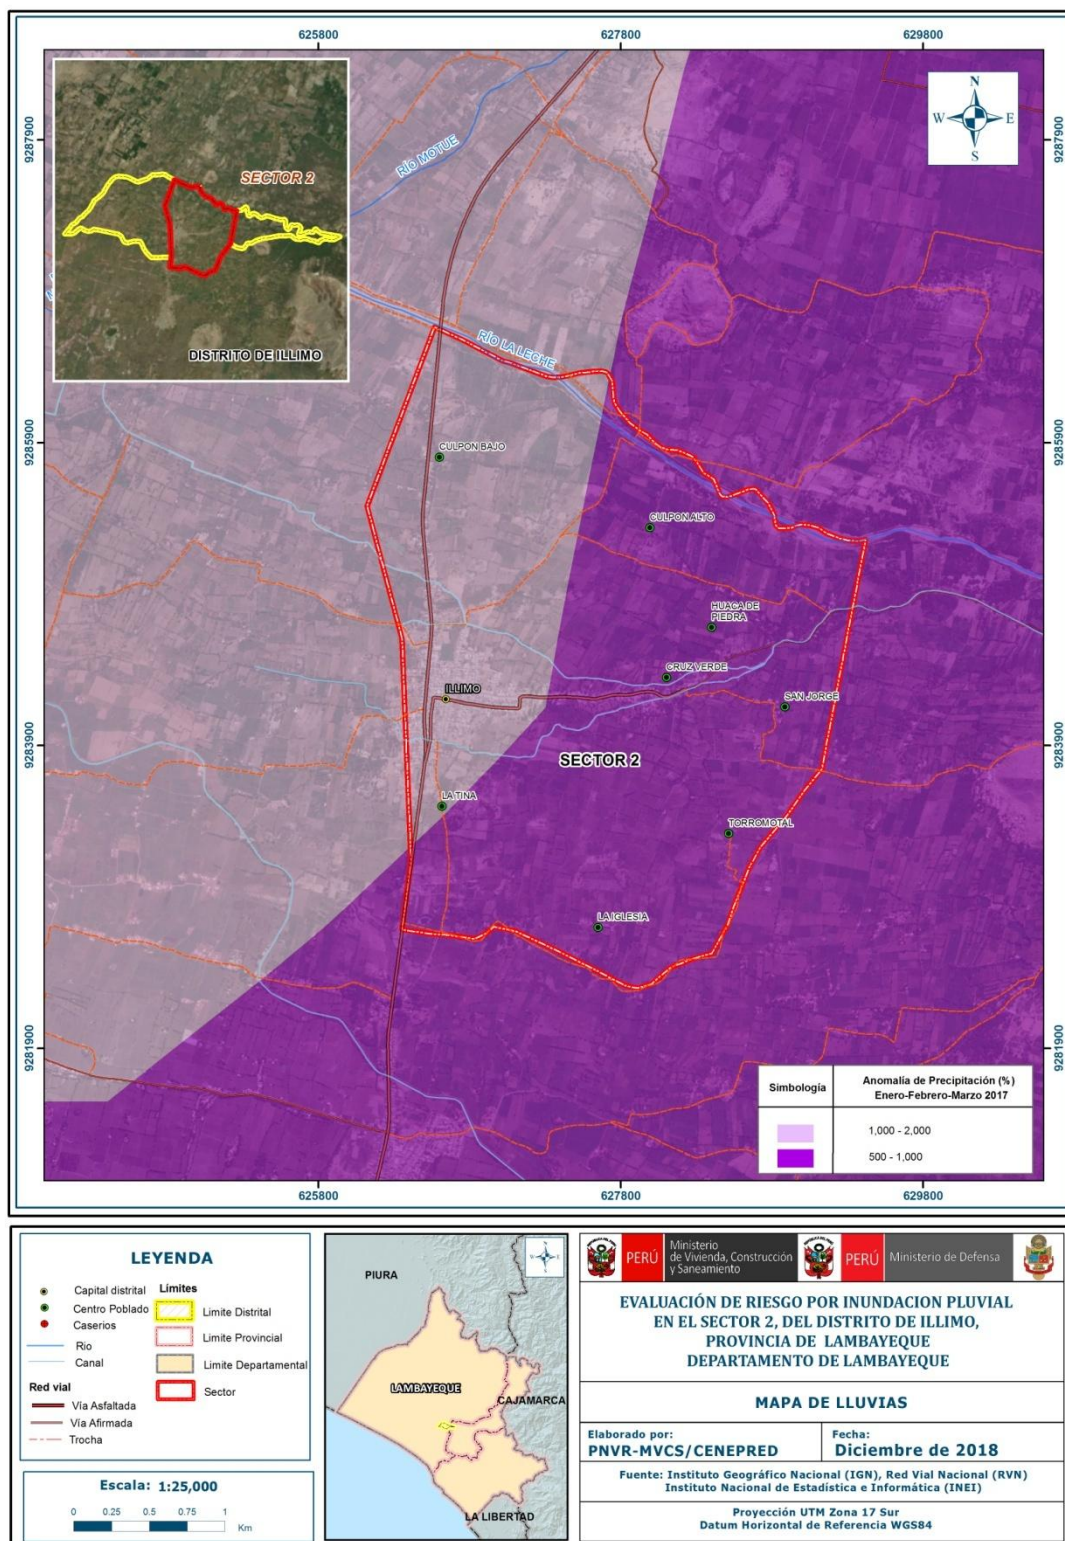 625800
627800
629800
9287900
9287900
SECTOR 2
DISTRITO DE ILLIMO
RÍO MOTUE
N
W E
S
RÍO LA LECHE
9285900
9285900
CULPON BAJO
CULPON ALTO
HUACA DE
PIEDRA
CRUZ VERDE
ILLIMO
SAN JORGE
9283900
9283900
SECTOR 2
LA TINA
TORROMOTAL
LA IGLESIA
9281900
9281900
Simbología
Anomalía de Precipitación (%)
Enero-Febrero-Marzo 2017
1,000 - 2,000
500 - 1,000
625800
627800
629800
LEYENDA
Capital distrital
Centro Poblado
Caserios
Rio
Canal
Red vial
Vía Asfaltada
Vía Afirmada
Trocha
Límites
Limite Distrital
Limite Provincial
Limite Departamental
Sector
Escala: 1:25,000
0 0.25 0.5 0.75 1
Km
PIURA
LAMBAYEQUE
CAJAMARCA
LA LIBERTAD
PERÚ
Ministerio
de Vivienda, Construcción
y Saneamiento
PERÚ
Ministerio de Defensa
EVALUACIÓN DE RIESGO POR INUNDACION PLUVIAL
EN EL SECTOR 2, DEL DISTRITO DE ILLIMO,
PROVINCIA DE LAMBAYEQUE
DEPARTAMENTO DE LAMBAYEQUE
MAPA DE LLUVIAS
Elaborado por:
PNVR-MVCS/CENEPRED
Fecha:
Diciembre de 2018
Fuente: Instituto Geográfico Nacional (IGN), Red Vial Nacional (RVN)
Instituto Nacional de Estadística e Informática (INEI)
Proyección UTM Zona 17 Sur
Datum Horizontal de Referencia WGS84